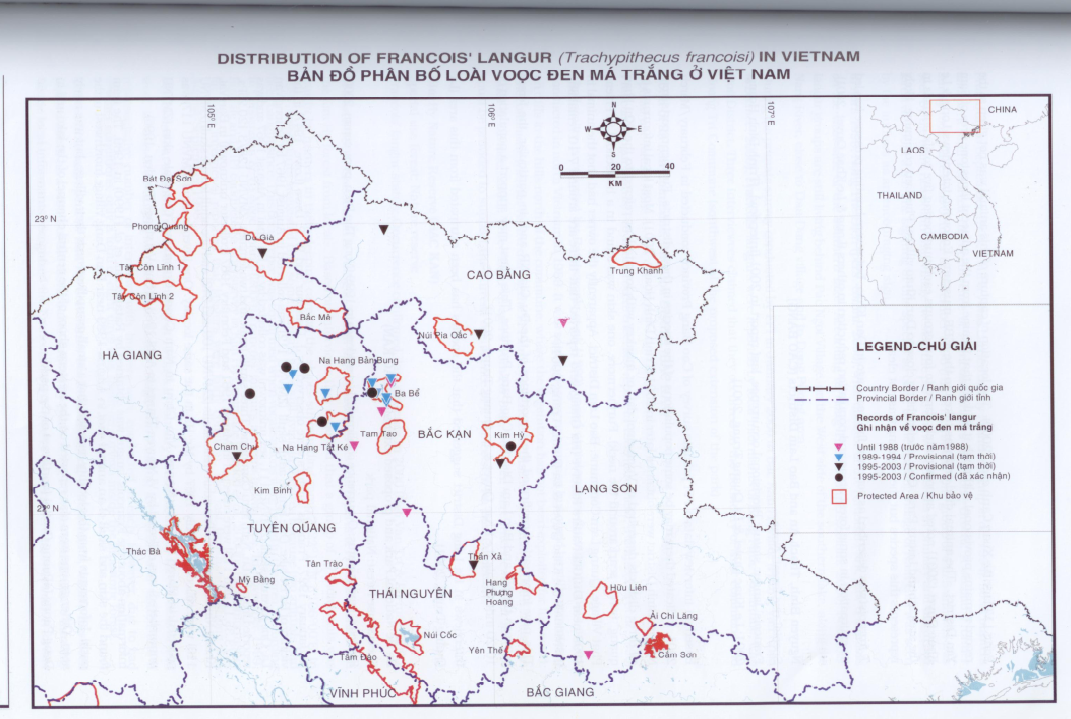 DISTRIBUTION OF FRANCOIS' LANGUR (Trachypithecus francoisi) IN VIETNAM
BẢN ĐỒ PHÂN BỐ LOÀI VOỌC ĐEN MÁ TRẮNG Ở VIỆT NAM
105° E
106° E
107° E
N
W
E
S
0
20
40
KM
CHINA
LAOS
THAILAND
CAMBODIA
VIETNAM
23° N
Bát Đại Sơn
Phong Quang
Du Già
Tây Côn Lĩnh 1
Tây Côn Lĩnh 2
CAO BẰNG
Trùng Khánh
Bắc Mê
Núi Pia Oắc
HÀ GIANG
Na Hang Bản Bung
Ba Bể
Tam Tao
BẮC KẠN
Kim Hỷ
Cham Chu
Na Hang Tát Kẻ
Kim Bình
LẠNG SƠN
LEGEND-CHÚ GIẢI
Country Border / Ranh giới quốc gia
Provincial Border / Ranh giới tỉnh
Records of Francois' langur
Ghi nhận về voọc đen má trắng
Until 1988 (trước năm1988)
1989-1994 / Provisional (tạm thời)
1995-2003 / Provisional (tạm thời)
1995-2003 / Confirmed (đã xác nhận)
Protected Area / Khu bảo vệ
22° N
TUYÊN QUANG
Thác Bà
Tân Trào
Mỹ Bằng
Thần Xa
THÁI NGUYÊN
Hang
Phượng
Hoàng
Hữu Liên
Ải Chi Lăng
Núi Cốc
Yên Thế
Cấm Sơn
Tâm Đảo
VĨNH PHÚC
BẮC GIANG